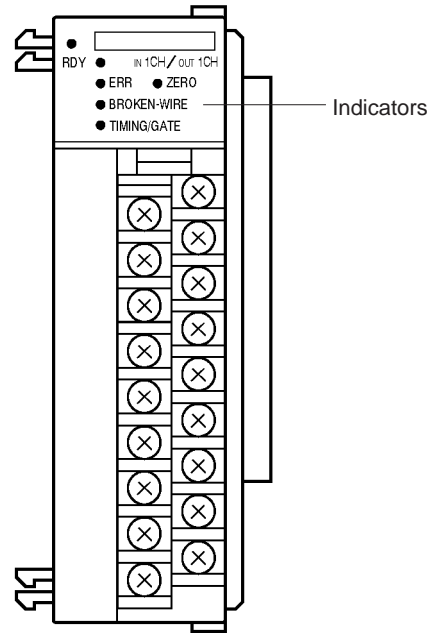 RDY IN 1CH/OUT 1CH
ERR ZERO
BROKEN-WIRE
TIMING/GATE
Indicators